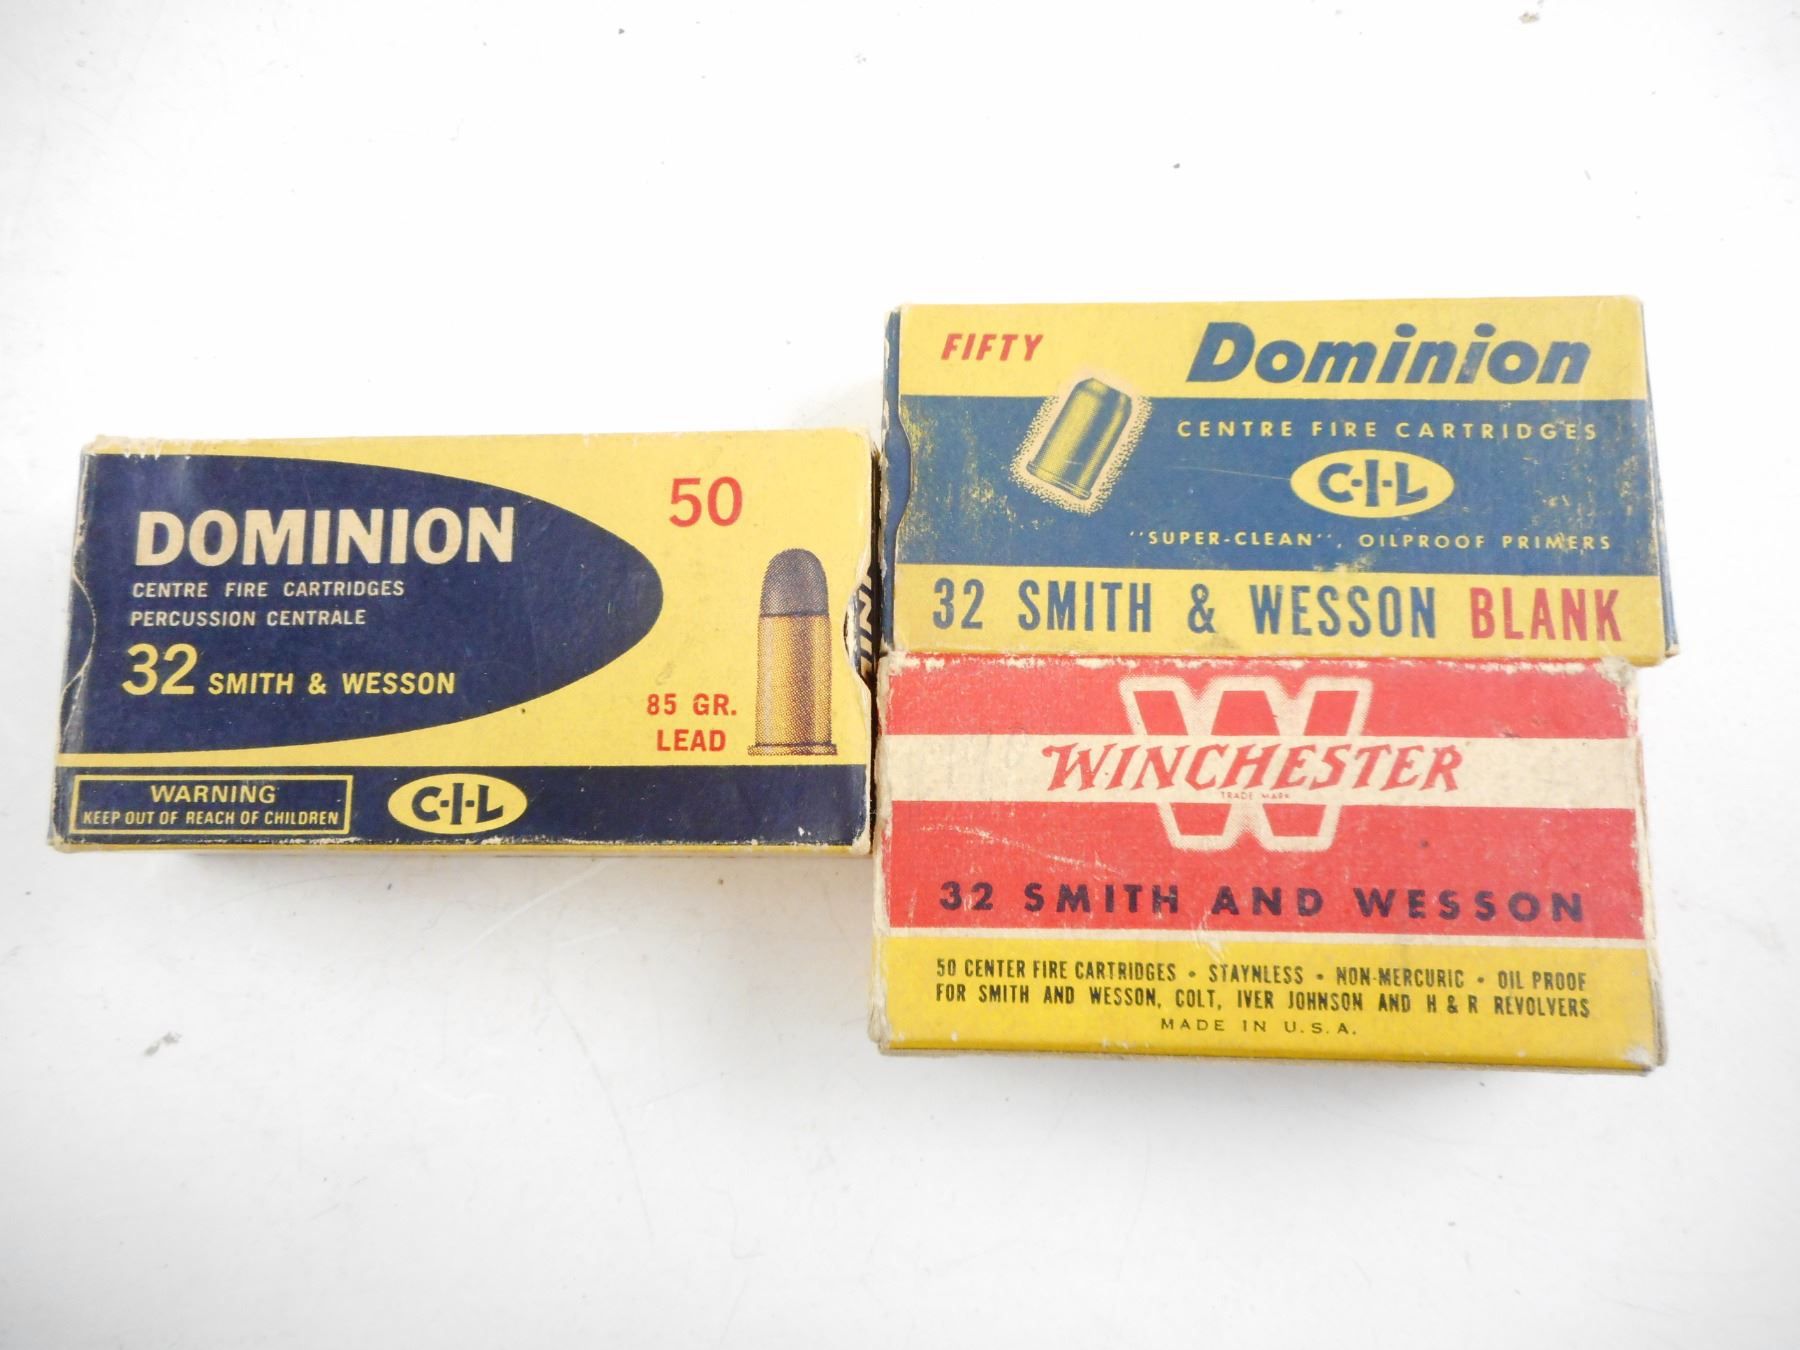 DOMINION
CENTRE FIRE CARTRIDGES
PERCUSSION CENTRALE
32 SMITH & WESSON
50
85 GR.
LEAD
WARNING
KEEP OUT OF REACH OF CHILDREN
C-I-L
FIFTY
Dominion
CENTRE FIRE CARTRIDGES
C-I-L
"SUPER-CLEAN", OILPROOF PRIMERS
32 SMITH & WESSON BLANK
W
WINCHESTER
TRADE MARK
32 SMITH AND WESSON
50 CENTER FIRE CARTRIDGES • STAYNLESS • NON-MERCURIC • OIL PROOF
FOR SMITH AND WESSON, COLT, IVER JOHNSON AND H & R REVOLVERS
MADE IN U.S.A.